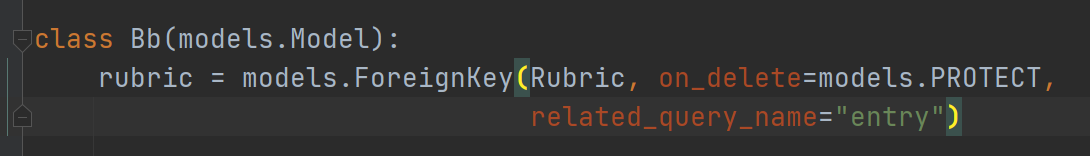 class Bb(models.Model):
    rubric = models.ForeignKey(Rubric, on_delete=models.PROTECT,
                               related_query_name="entry")